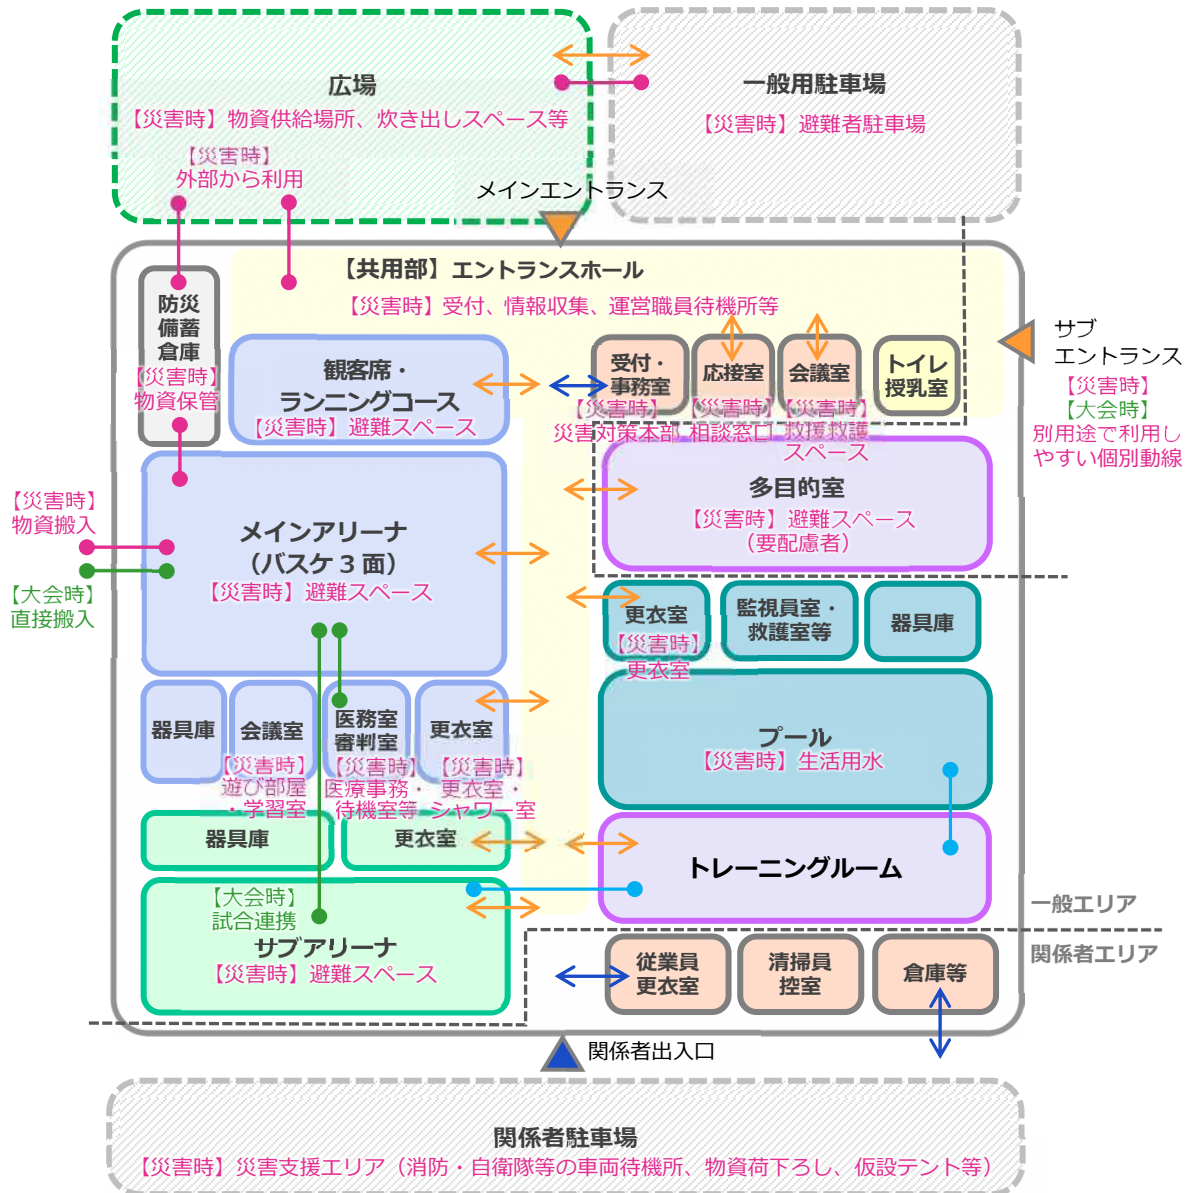 広場
【災害時】物資供給場所、炊き出しスペース等
【災害時】
外部から利用
一般用駐車場
【災害時】避難者駐車場
メインエントランス
【共用部】エントランスホール
【災害時】受付、情報収集、運営職員待機所等
防災
備蓄
倉庫
【災害時】
物資保管
観客席・
ランニングコース
【災害時】避難スペース
受付・
事務室
【災害時】
災害対策本部
応接室
【災害時】
相談窓口
会議室
【災害時】
救援救護
スペース
トイレ
授乳室
サブ
エントランス
【災害時】
【大会時】
別用途で利用し
やすい個別動線
多目的室
【災害時】避難スペース
（要配慮者）
【災害時】
物資搬入
【大会時】
直接搬入
メインアリーナ
（バスケ３面）
【災害時】避難スペース
更衣室
【災害時】
更衣室
監視員室・
救護室等
器具庫
器具庫
会議室
【災害時】
遊び部屋
・学習室
医務室
審判室
【災害時】
医療事務・
待機室等
更衣室
【災害時】
更衣室・
シャワー室
プール
【災害時】生活用水
器具庫
更衣室
トレーニングルーム
【大会時】
試合連携
サブアリーナ
【災害時】避難スペース
一般エリア
関係者エリア
従業員
更衣室
清掃員
控室
倉庫等
関係者出入口
関係者駐車場
【災害時】災害支援エリア（消防・自衛隊等の車両待機所、物資荷下ろし、仮設テント等）